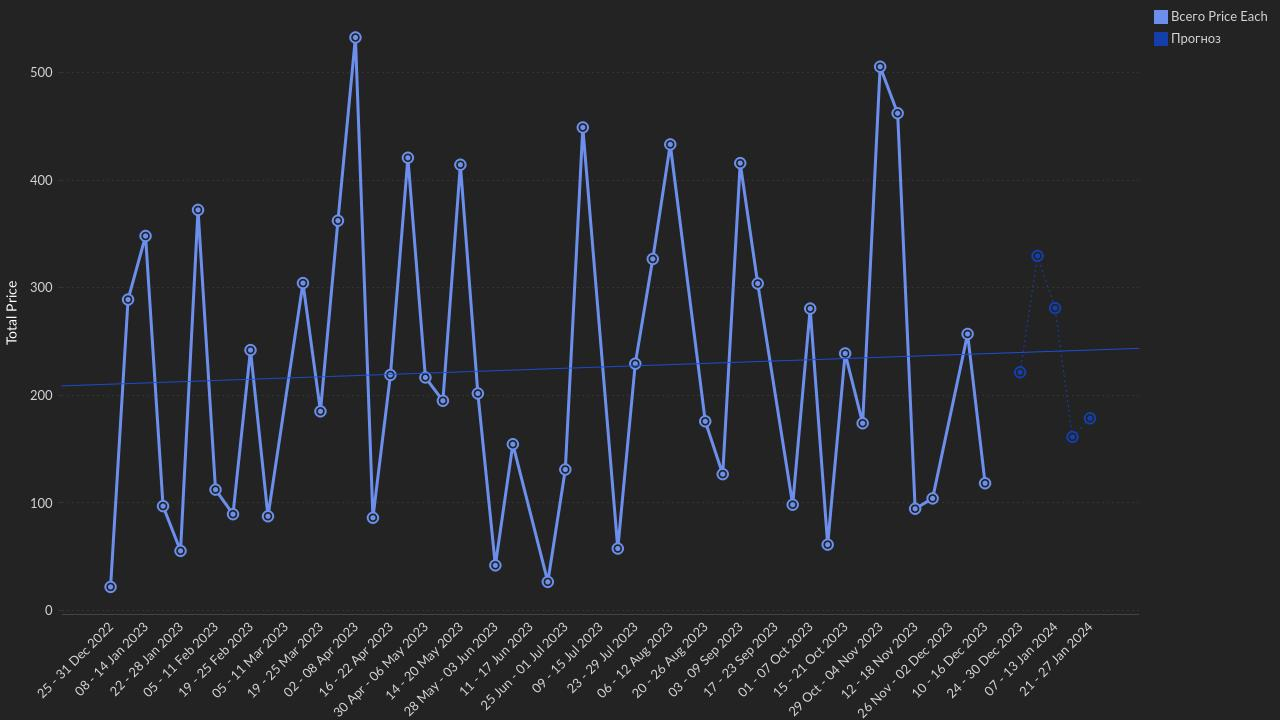 Всего Price Each
Прогноз
Total Price
500
400
300
200
100
0
25 - 31 Dec 2022
08 - 14 Jan 2023
22 - 28 Jan 2023
05 - 11 Feb 2023
19 - 25 Feb 2023
05 - 11 Mar 2023
19 - 25 Mar 2023
02 - 08 Apr 2023
16 - 22 Apr 2023
30 Apr - 06 May 2023
14 - 20 May 2023
28 May - 03 Jun 2023
11 - 17 Jun 2023
25 Jun - 01 Jul 2023
09 - 15 Jul 2023
23 - 29 Jul 2023
06 - 12 Aug 2023
20 - 26 Aug 2023
03 - 09 Sep 2023
17 - 23 Sep 2023
01 - 07 Oct 2023
15 - 21 Oct 2023
29 Oct - 04 Nov 2023
12 - 18 Nov 2023
26 Nov - 02 Dec 2023
10 - 16 Dec 2023
24 - 30 Dec 2023
07 - 13 Jan 2024
21 - 27 Jan 2024